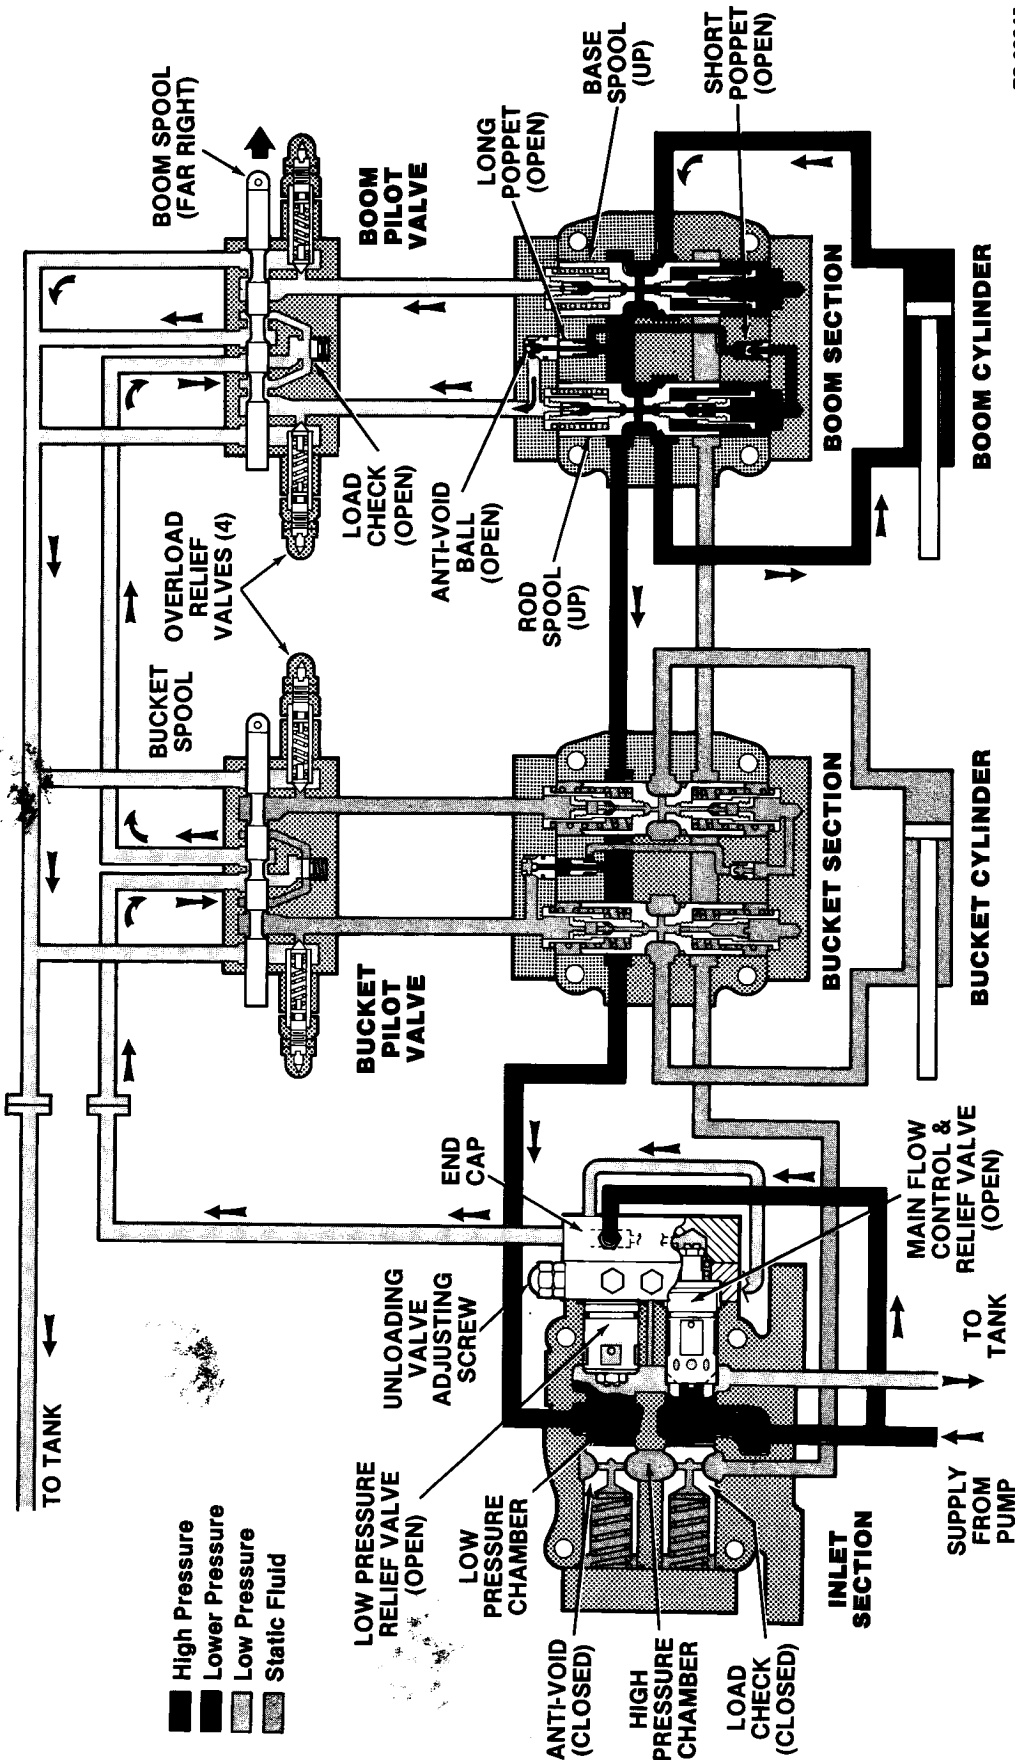 TO TANK
High Pressure
Lower Pressure
Low Pressure
Static Fluid
BUCKET
SPOOL
OVERLOAD
RELIEF
VALVES (4)
BOOM SPOOL
(FAR RIGHT)
BUCKET
PILOT
VALVE
LOAD
CHECK
(OPEN)
BOOM
PILOT
VALVE
UNLOADING
VALVE
ADJUSTING
SCREW
END
CAP
ANTI-VOID
BALL
(OPEN)
LONG
POPPET
(OPEN)
ROD
SPOOL
(UP)
BASE
SPOOL
(UP)
LOW PRESSURE
RELIEF VALVE
(OPEN)
LOW
PRESSURE
CHAMBER
ANTI-VOID
(CLOSED)
HIGH
PRESSURE
CHAMBER
LOAD
CHECK
(CLOSED)
SHORT
POPPET
(OPEN)
INLET
SECTION
BUCKET SECTION
BOOM SECTION
MAIN FLOW
CONTROL &
RELIEF VALVE
(OPEN)
SUPPLY
FROM
PUMP
TO
TANK
BUCKET CYLINDER
BOOM CYLINDER